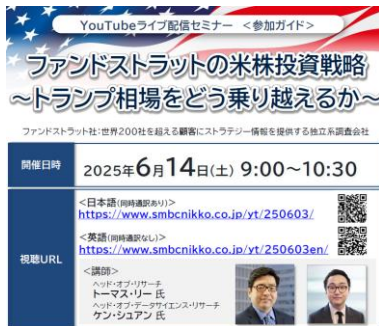 YouTubeライブ配信セミナー <参加ガイド>
ファンドストラットの米株投資戦略
~トランプ相場をどう乗り越えるか~
ファンドストラット社:世界200社を超える顧客にストラテジー情報を提供する独立系調査会社
開催日時
2025年6月14日(土) 9:00~10:30
視聴URL
<日本語(同時通訳あり)>
https://www.smbcnikko.co.jp/yt/250603/
<英語(同時通訳なし)>
https://www.smbcnikko.co.jp/yt/250603en/
<講師>
ヘッド・オブ・リサーチ
トーマス・リー 氏
ヘッド・オブ・データサイエンス・リサーチ
ケン・シュアン 氏